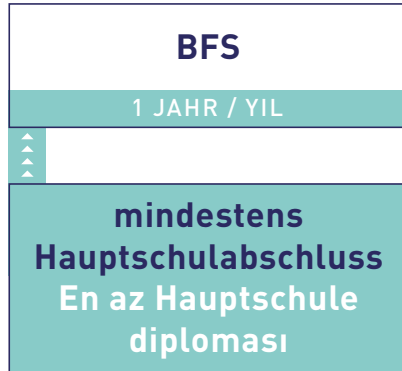 BFS
1 JAHR / YIL
mindestens
Hauptschulabschluss
En az Hauptschule
diploması